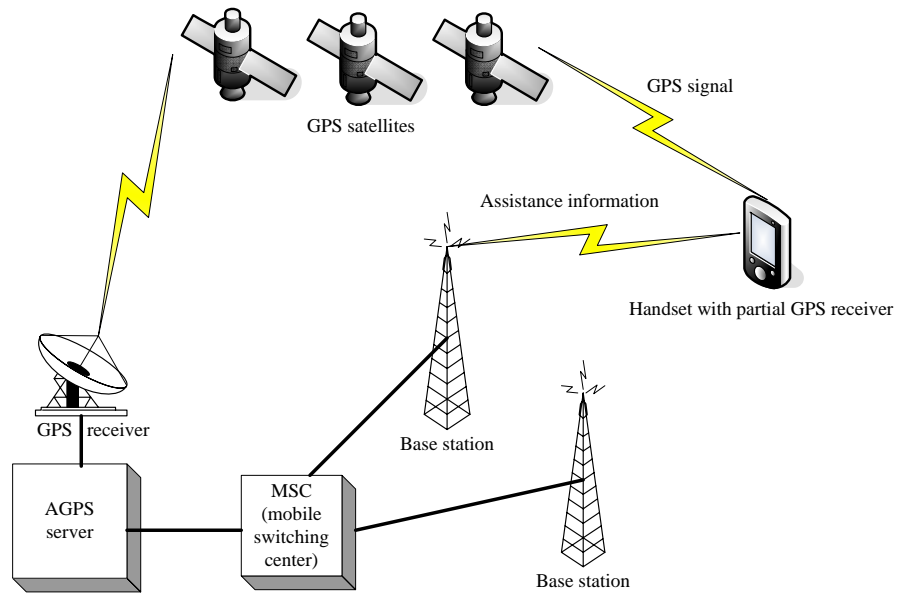 GPS signal
GPS satellites
Assistance information
Handset with partial GPS receiver
GPS receiver
Base station
AGPS
server
MSC
(mobile
switching
center)
Base station